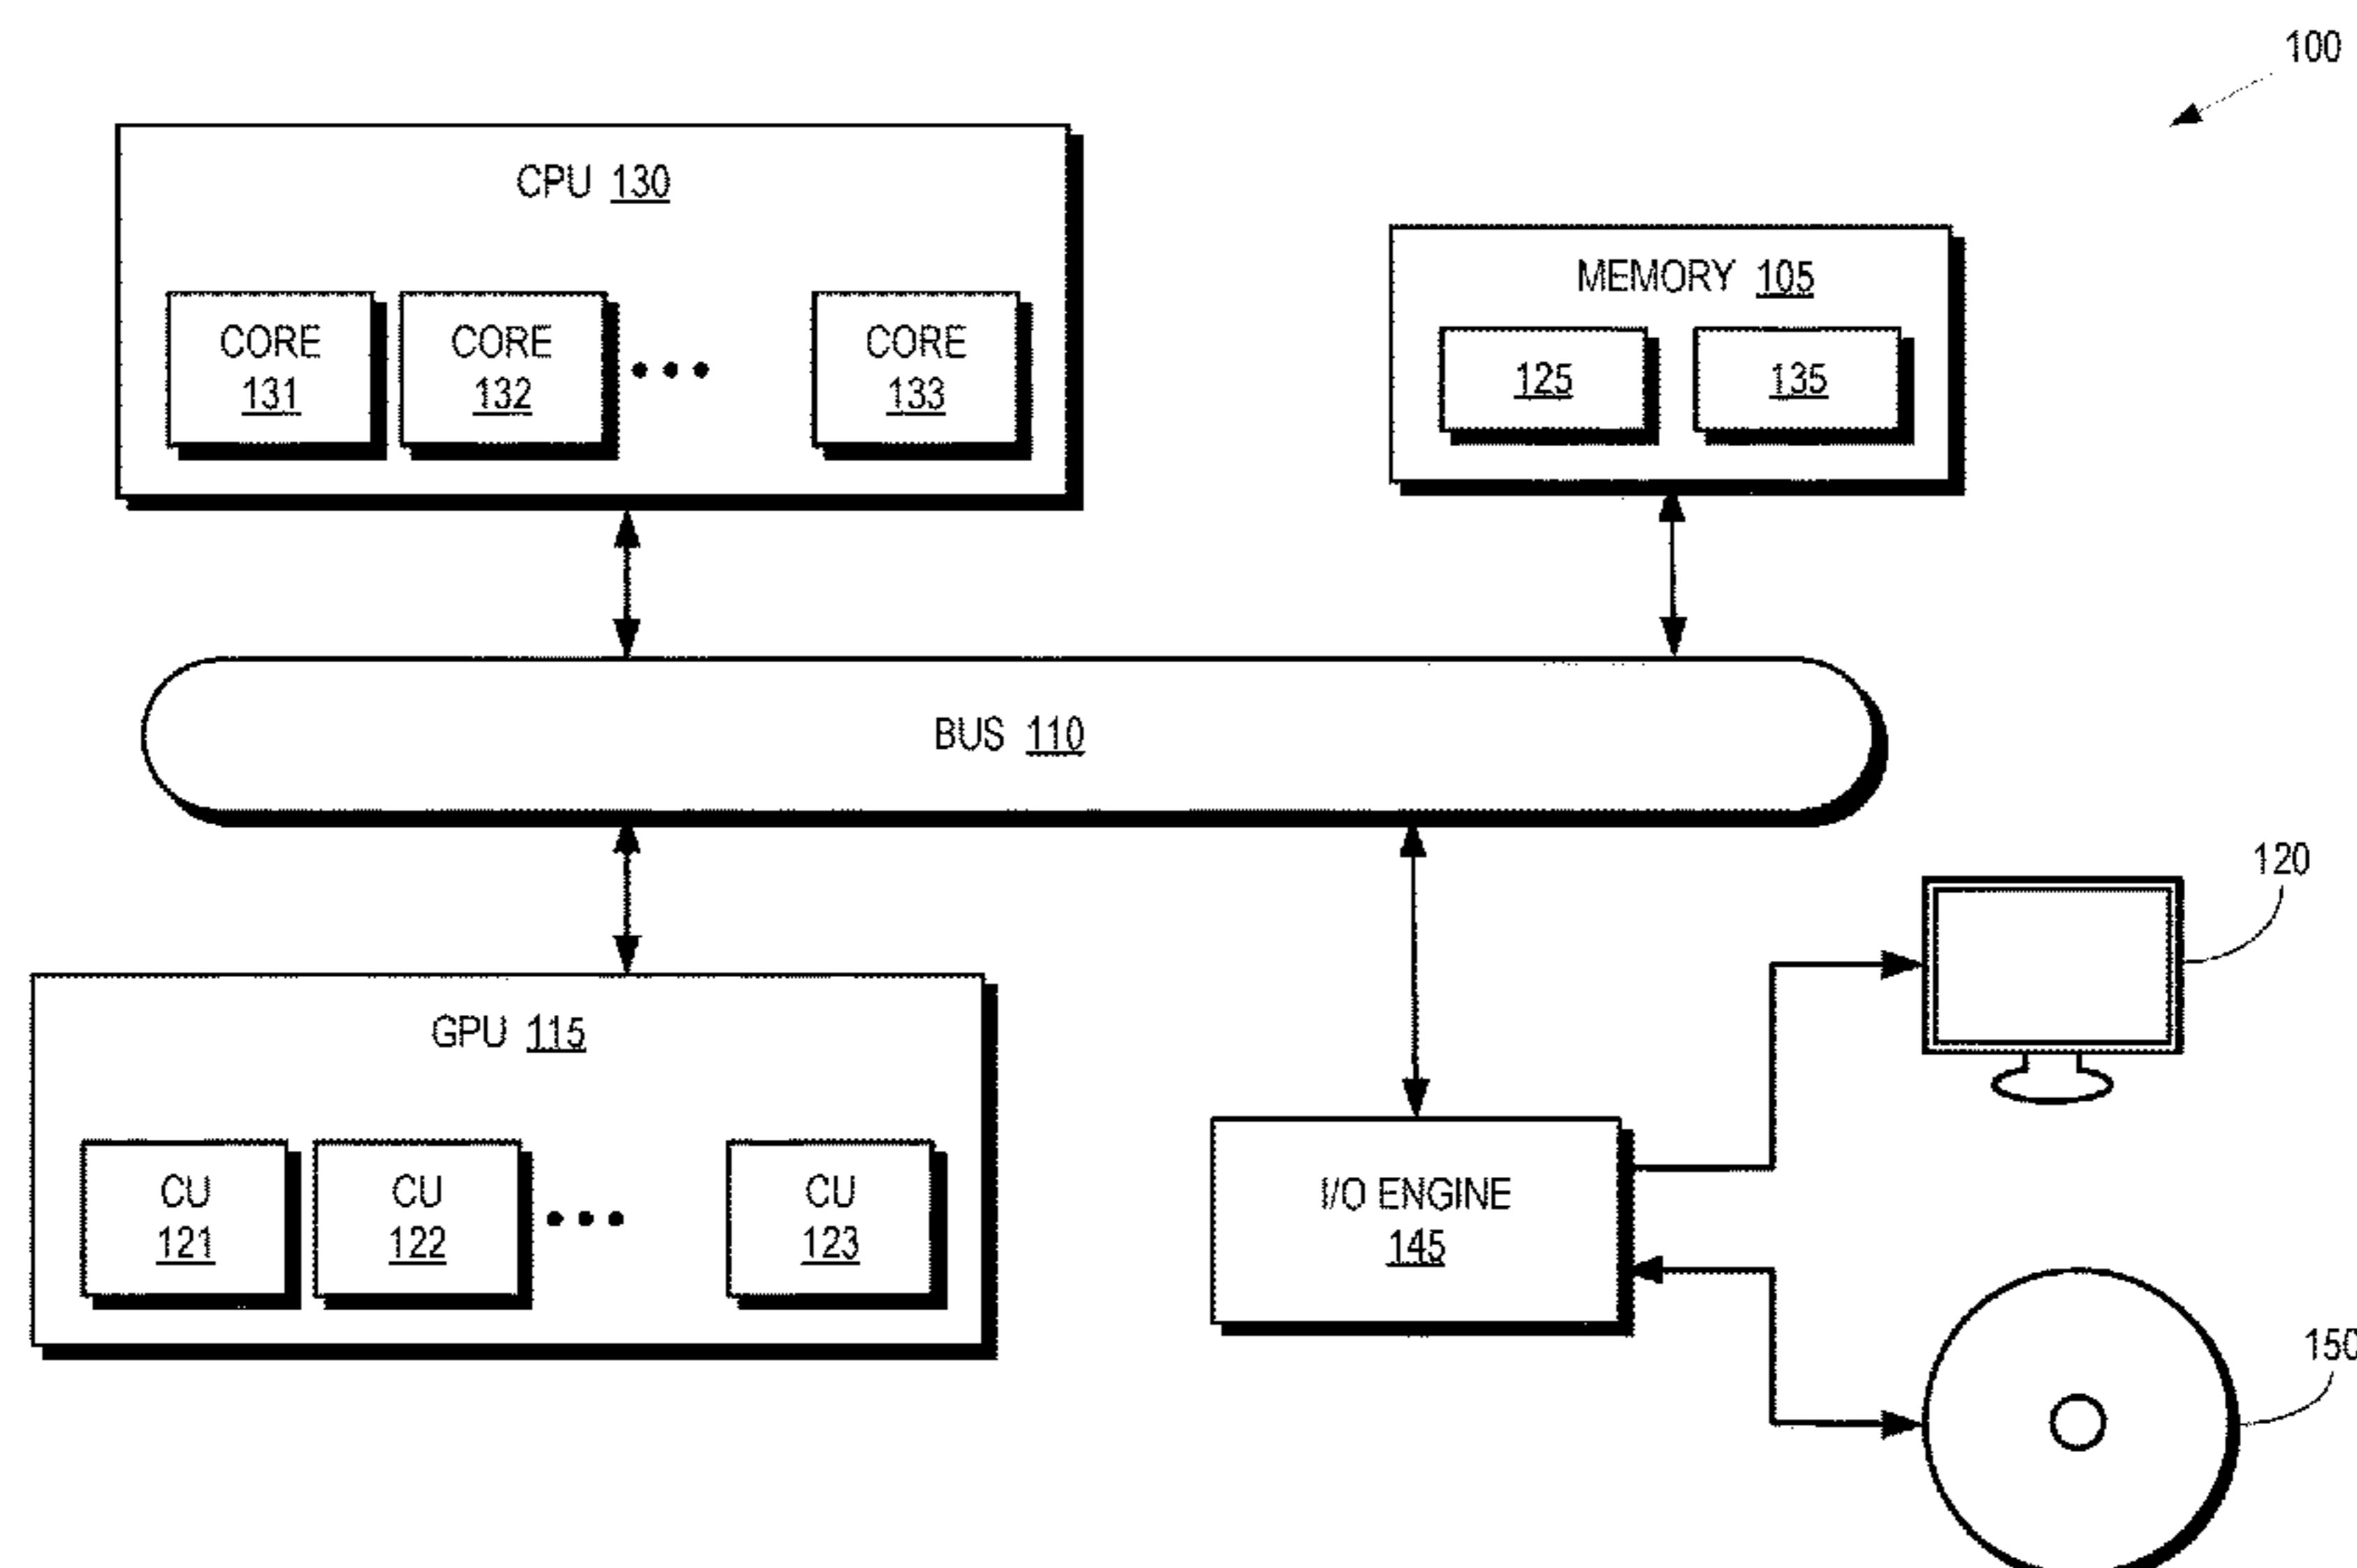 100
CPU 130
CORE
131
CORE
132
CORE
133
MEMORY 105
125
135
BUS 110
120
GPU 115
CU
121
CU
122
CU
123
I/O ENGINE
145
150